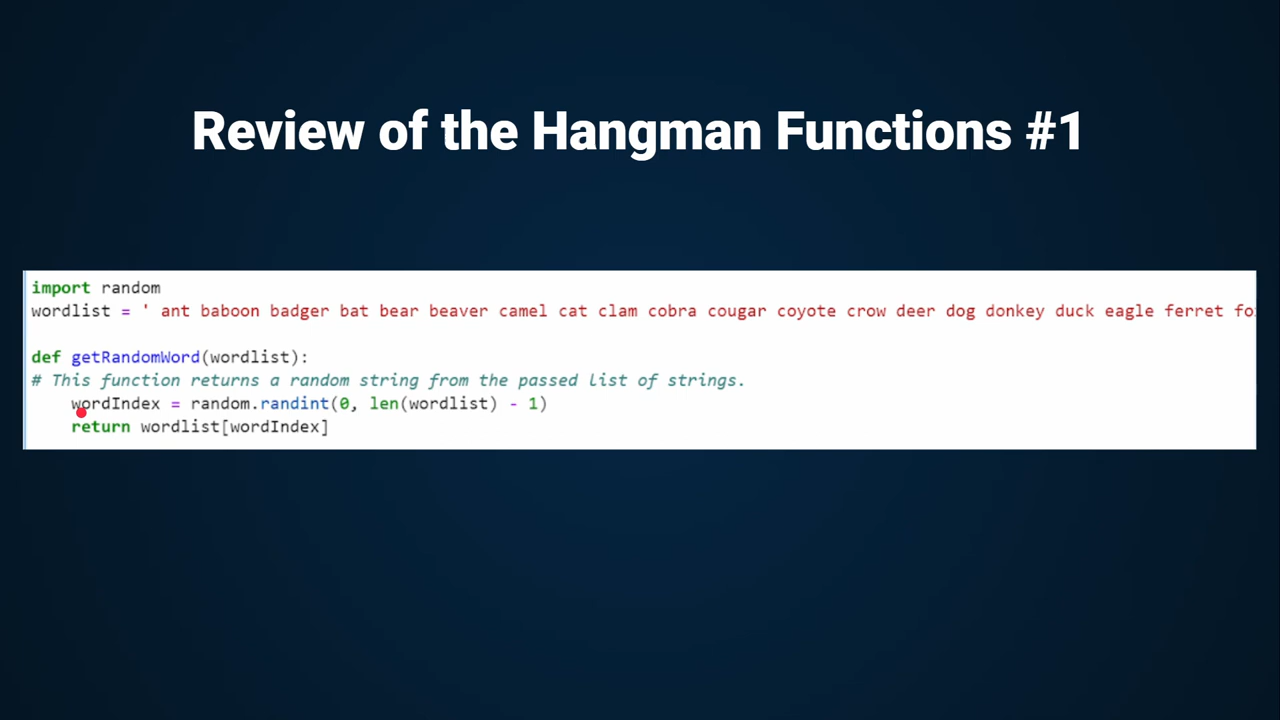 Review of the Hangman Functions #1
import random
wordlist = ' ant baboon badger bat bear beaver camel cat clam cobra cougar coyote crow deer dog donkey duck eagle ferret
def getRandomWord(wordlist):
# This function returns a random string from the passed list of strings.
wordIndex = random.randint(0, len(wordlist) - 1)
return wordlist[wordIndex]